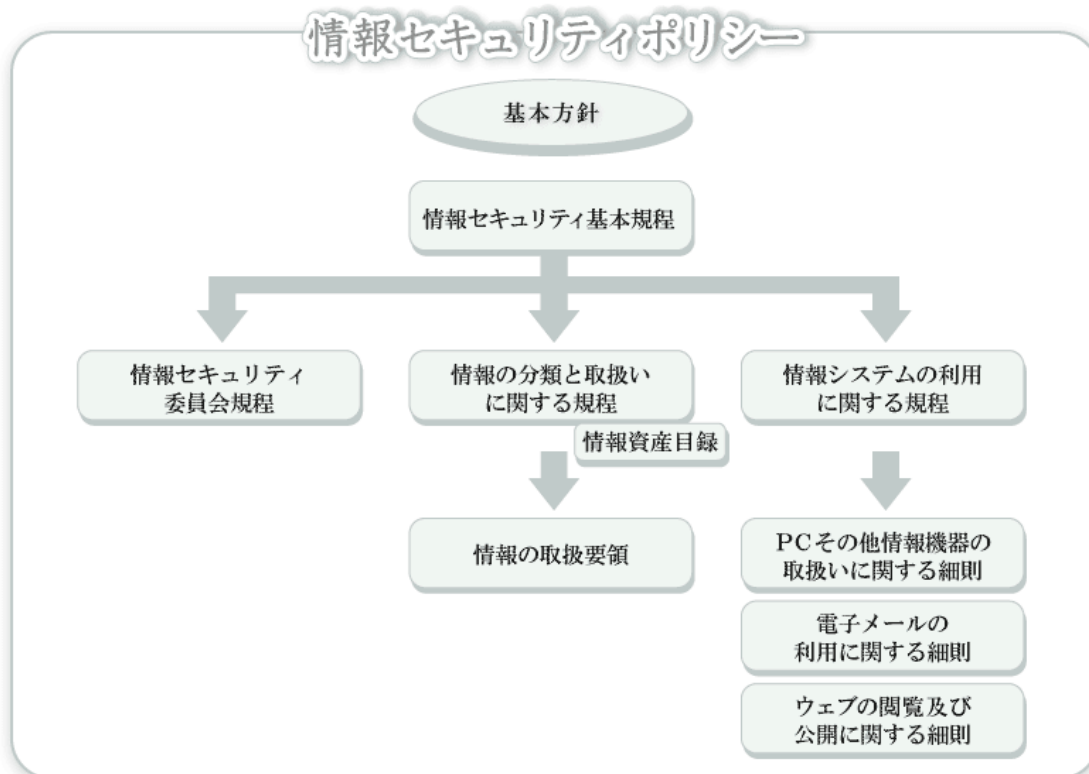 情報セキュリティポリシー
基本方針
情報セキュリティ基本規程
情報セキュリティ
委員会規程
情報の分類と取扱い
に関する規程
情報システムの利用
に関する規程
情報資産目録
情報の取扱要領
PCその他情報機器の
取扱いに関する細則
電子メールの
利用に関する細則
ウェブの閲覧及び
公開に関する細則